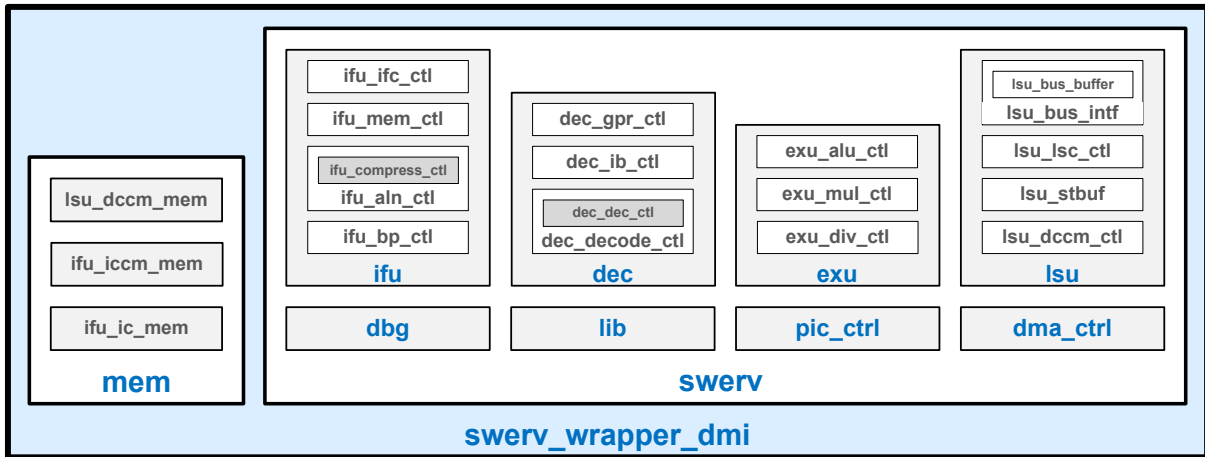 lsu_dccm_mem
ifu_iccm_mem
ifu_ic_mem
mem
ifu_ifc_ctl
ifu_mem_ctl
ifu_compress_ctl
ifu_aln_ctl
ifu_bp_ctl
ifu
dec_gpr_ctl
dec_ib_ctl
dec_dec_ctl
dec_decode_ctl
dec
exu_alu_ctl
exu_mul_ctl
exu_div_ctl
exu
lsu_bus_buffer
lsu_bus_intf
lsu_lsc_ctl
lsu_stbuf
lsu_dccm_ctl
lsu
dbg
lib
pic_ctrl
dma_ctrl
swerv
swerv_wrapper_dmi